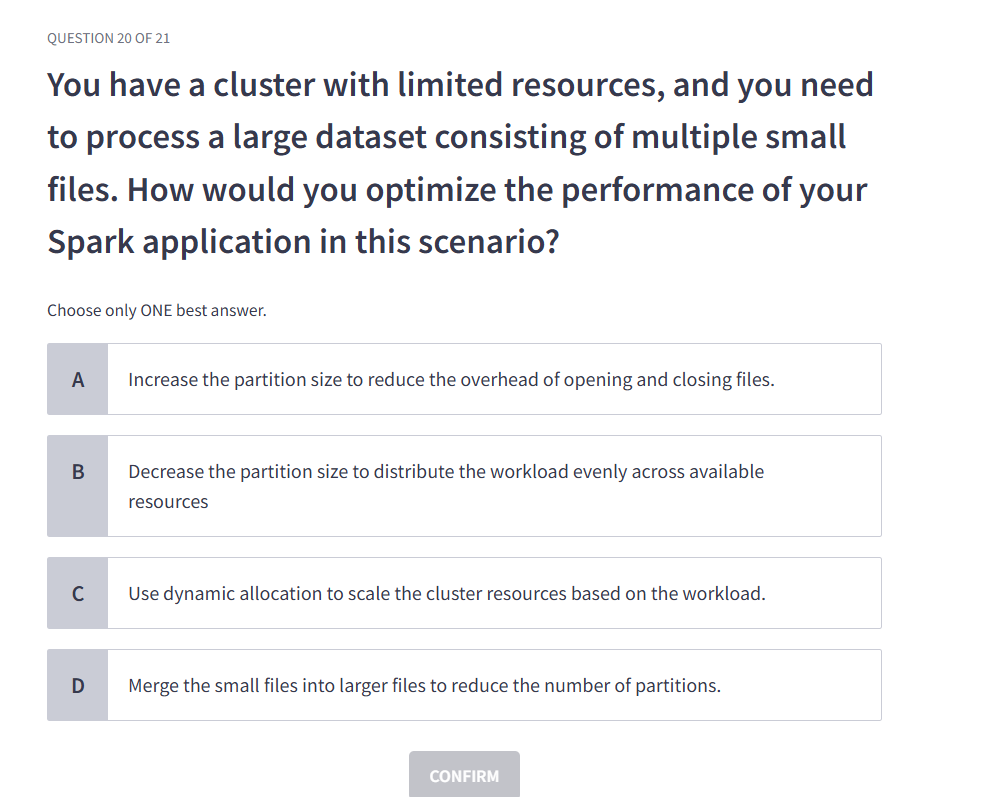 QUESTION 20 OF 21
You have a cluster with limited resources, and you need
to process a large dataset consisting of multiple small
files. How would you optimize the performance of your
Spark application in this scenario?
Choose only ONE best answer.
A
Increase the partition size to reduce the overhead of opening and closing files.
B
Decrease the partition size to distribute the workload evenly across available
resources
C
Use dynamic allocation to scale the cluster resources based on the workload.
D
Merge the small files into larger files to reduce the number of partitions.
CONFIRM